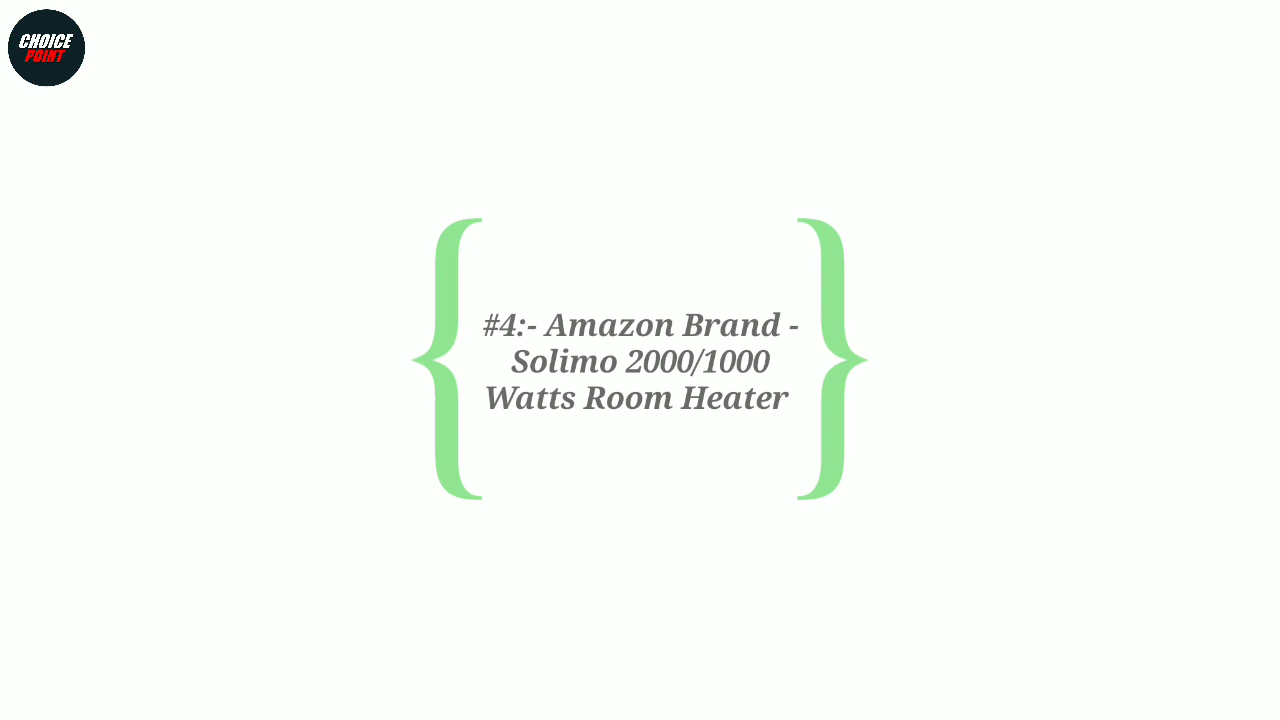 CHOICE
POINT
#4:- Amazon Brand -
Solimo 2000/1000
Watts Room Heater